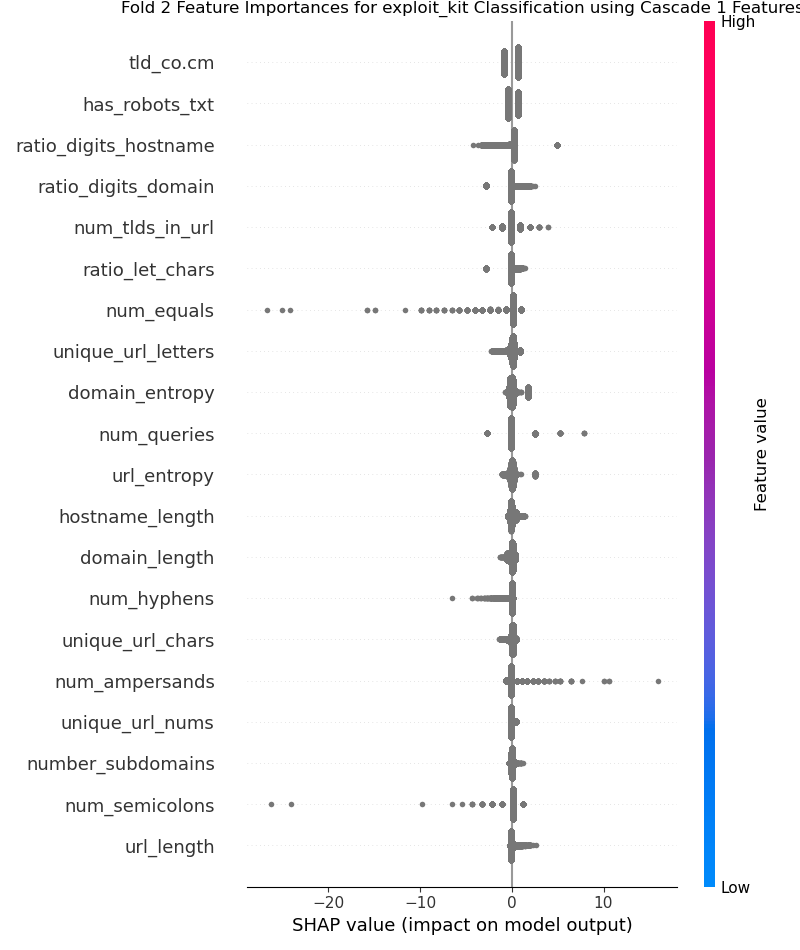 Fold 2 Feature Importances for exploit_kit Classification using Cascade 1 Features
High
tld_co.cm
has_robots_txt
ratio_digits_hostname
ratio_digits_domain
num_tlds_in_url
ratio_let_chars
num_equals
unique_url_letters
domain_entropy
num_queries
url_entropy
hostname_length
domain_length
num_hyphens
unique_url_chars
num_ampersands
unique_url_nums
number_subdomains
num_semicolons
url_length
Feature value
Low
−20 −10 0 10
SHAP value (impact on model output)